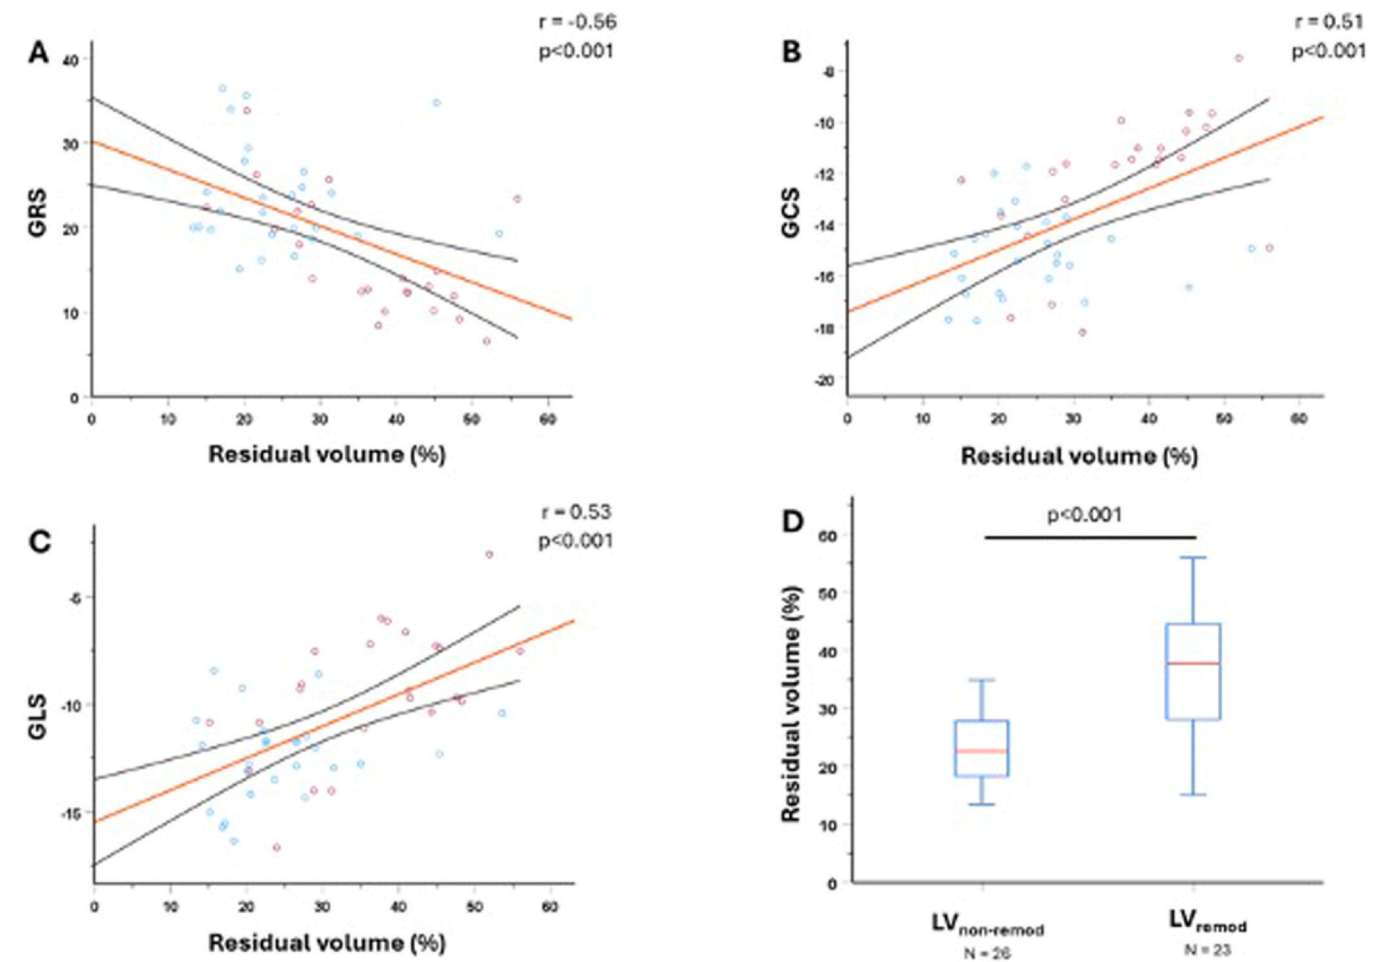 A
r = -0.56
p<0.001
40
30
20
10
0
GRS
0 10 20 30 40 50 60
Residual volume (%)
B
r = 0.51
p<0.001
-8
-10
-12
-14
-16
-18
-20
GCS
0 10 20 30 40 50 60
Residual volume (%)
C
r = 0.53
p<0.001
-5
-10
-15
GLS
0 10 20 30 40 50 60
Residual volume (%)
D
p<0.001
60
50
40
30
20
10
0
Residual volume (%)
LVnon-remod LVremod
N = 26 N = 23